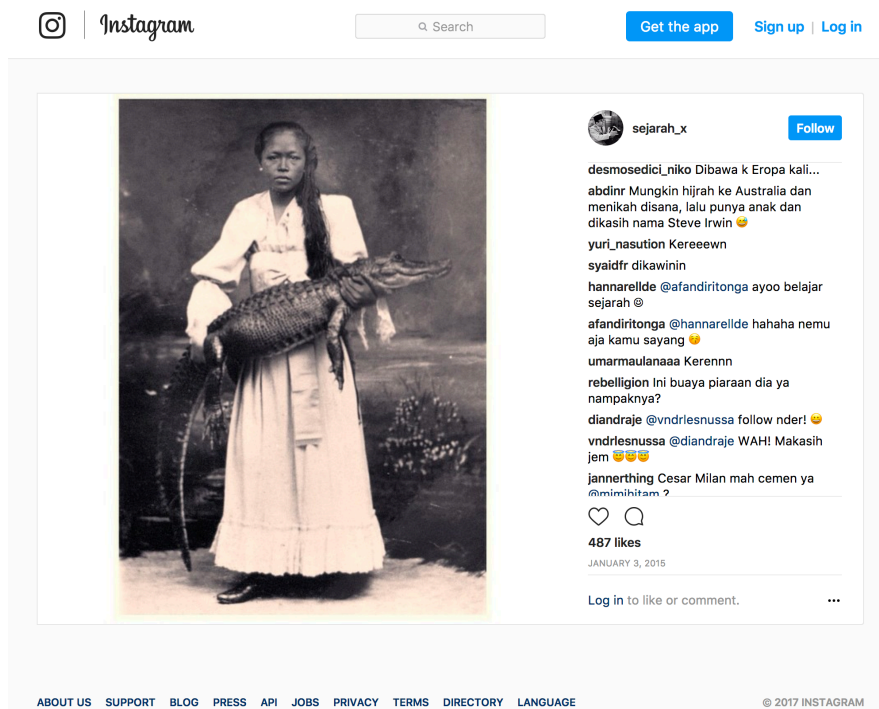 Instagram
Search
Get the app
Sign up | Log in
sejarah_x
Follow
desmosedici_niko Dibawa k Eropa kali...
abdinr Mungkin hijrah ke Australia dan
menikah disana, lalu punya anak dan
dikasih nama Steve Irwin 😅
yuri_nasution Kereeewn
syaidfr dikawinin
hannarellde @afandiritonga ayoo belajar
sejarah ☺
afandiritonga @hannarellde hahaha nemu
aja kamu sayang 😚
umarmaulanaaa Kerennn
rebelligion Ini buaya piaraan dia ya
nampaknya?
diandraje @vndrlesnussa follow nder! 😄
vndrlesnussa @diandraje WAH! Makasih
jem 😇😇😇
jannerthing Cesar Milan mah cemen ya
@mimihitam ?
487 likes
JANUARY 3, 2015
Log in to like or comment.
ABOUT US SUPPORT BLOG PRESS API JOBS PRIVACY TERMS DIRECTORY LANGUAGE
© 2017 INSTAGRAM